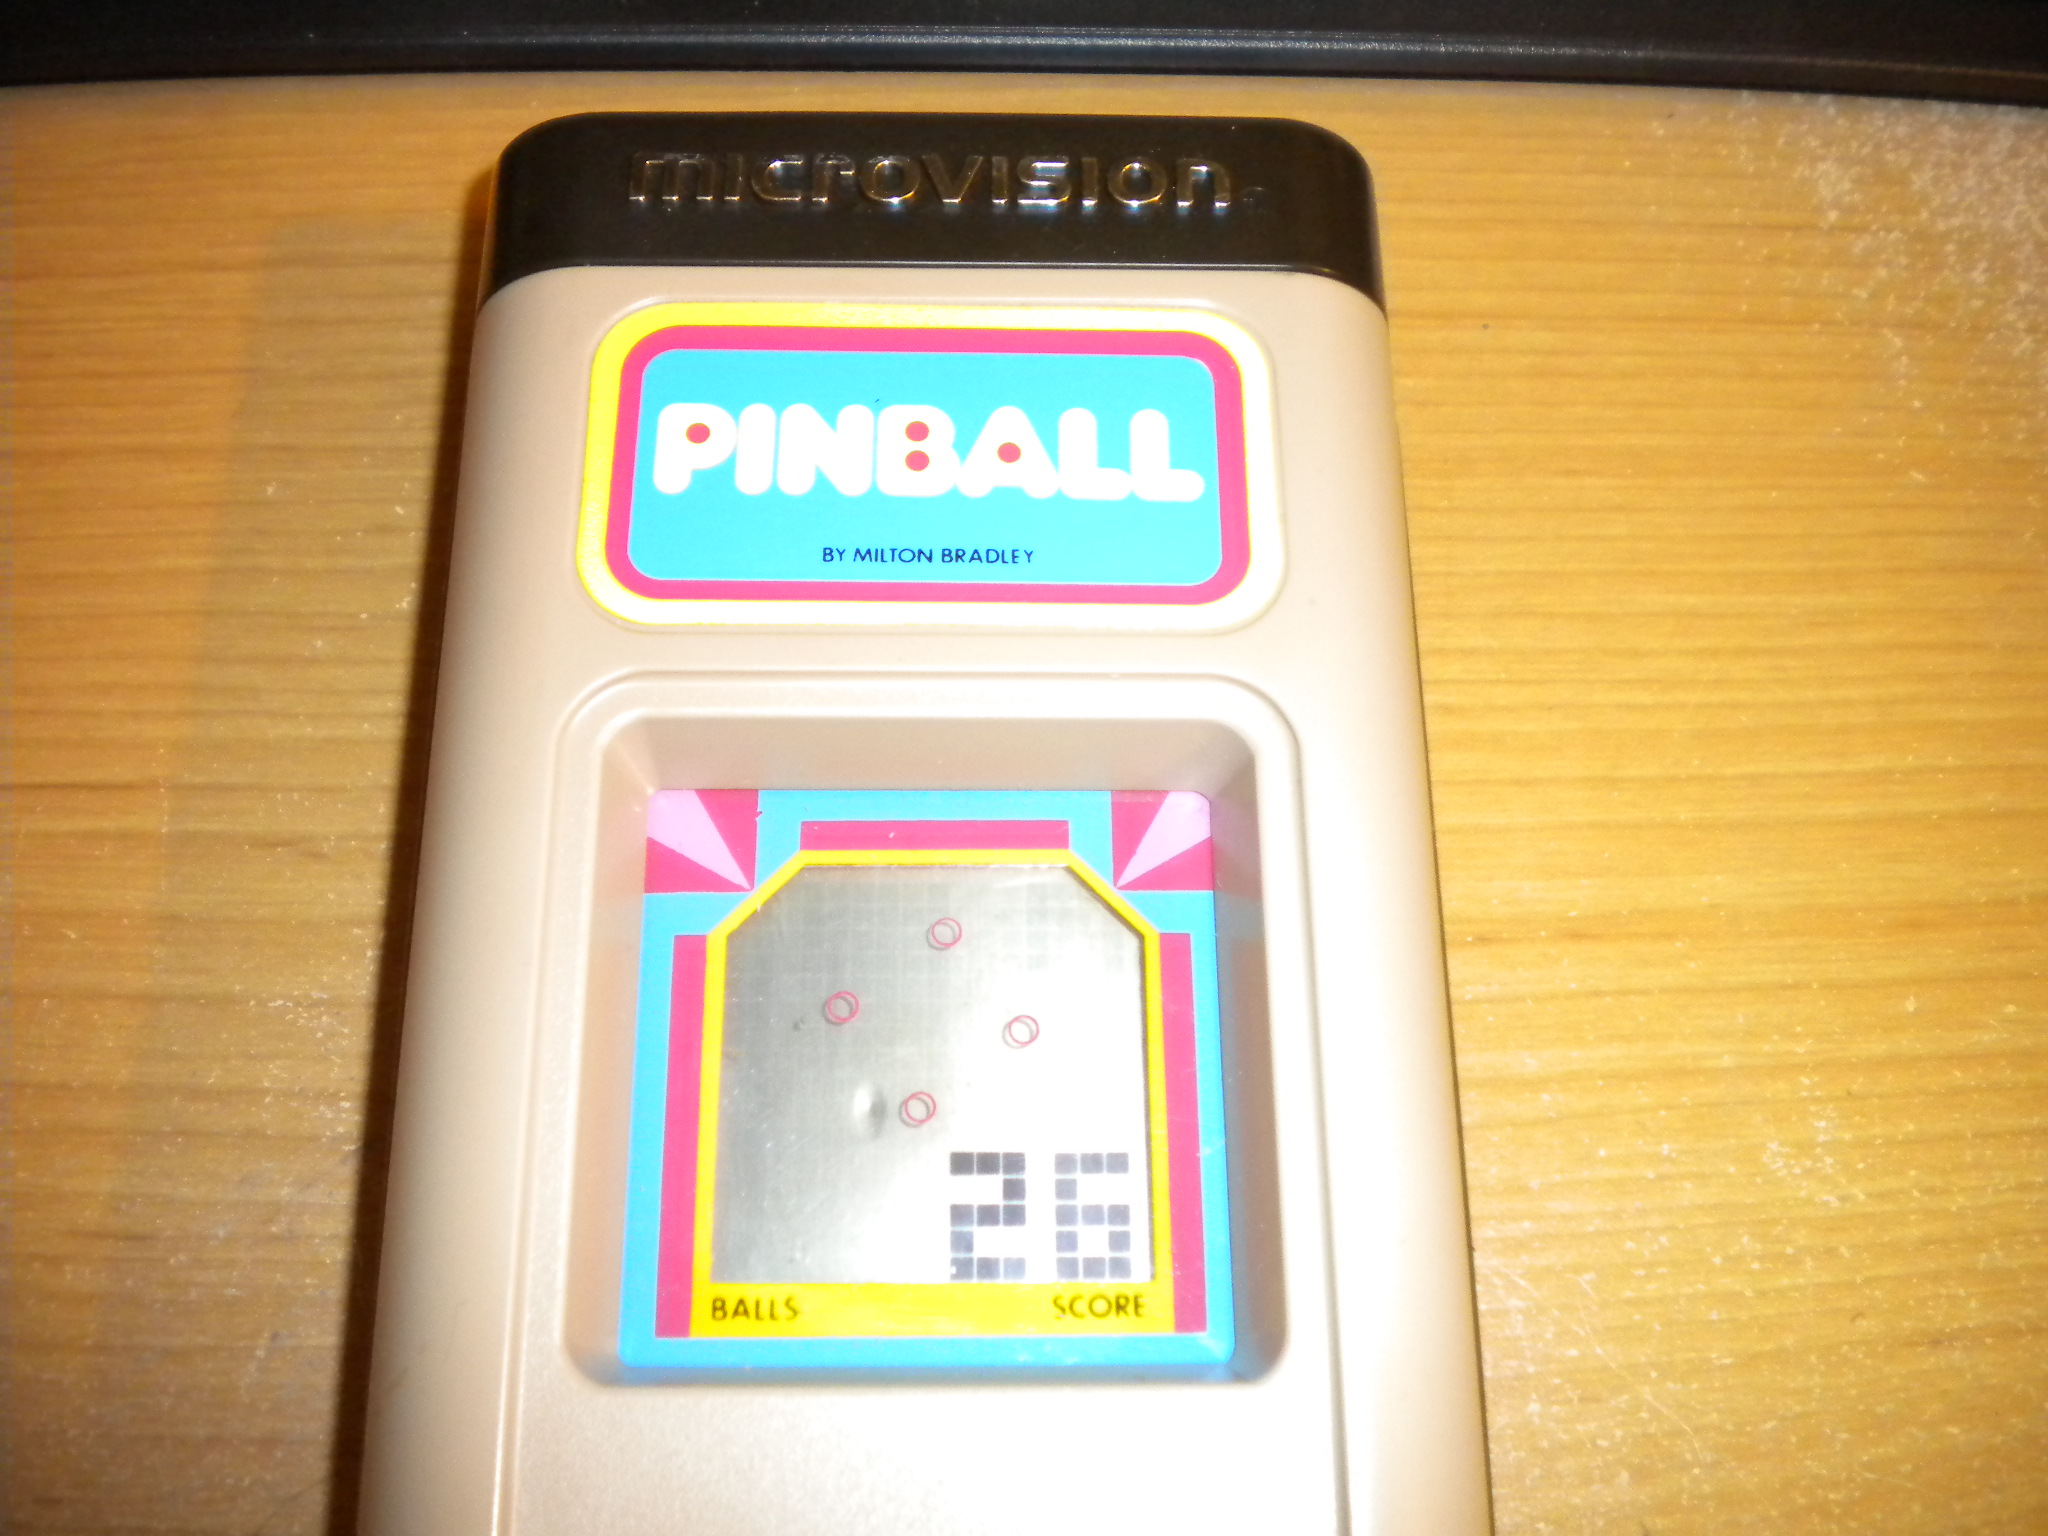 microvision
PINBALL
BY MILTON BRADLEY
26
BALLS SCORE